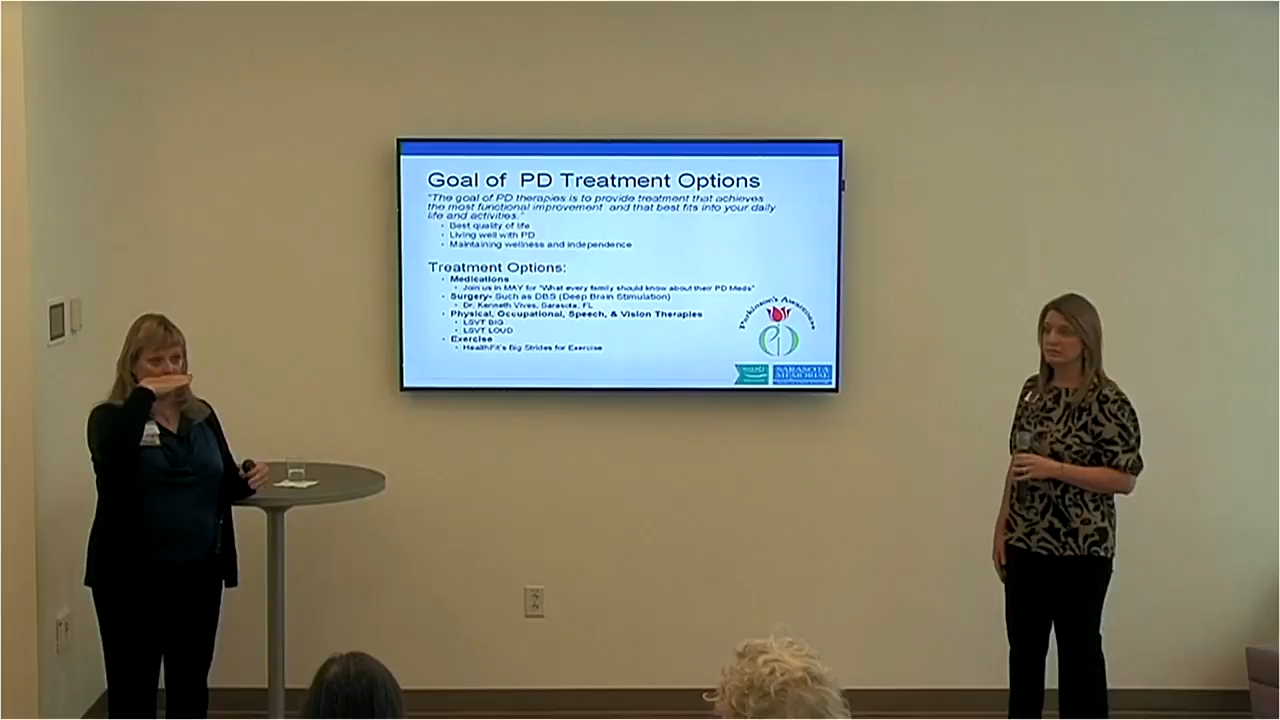 Goal of PD Treatment Options
"The goal of PD therapies is to provide treatment that achieves
the most functional improvement and that best fits into your daily
life and activities."
• Best quality of life
• Living well with PD
• Maintaining wellness and independence
Treatment Options:
• Medications
• Join us in MAY for "What every family should know about their PD Meds"
• Surgery- Such as DBS (Deep Brain Stimulation)
• Dr. Kenneth Vives, Sarasota, FL
• Physical, Occupational, Speech, & Vision Therapies
• LSVT BIG
• LSVT LOUD
• Exercise
• HealthFit's Big Strides for Exercise
Parkinson's Awareness
SARASOTA
MEMORIAL